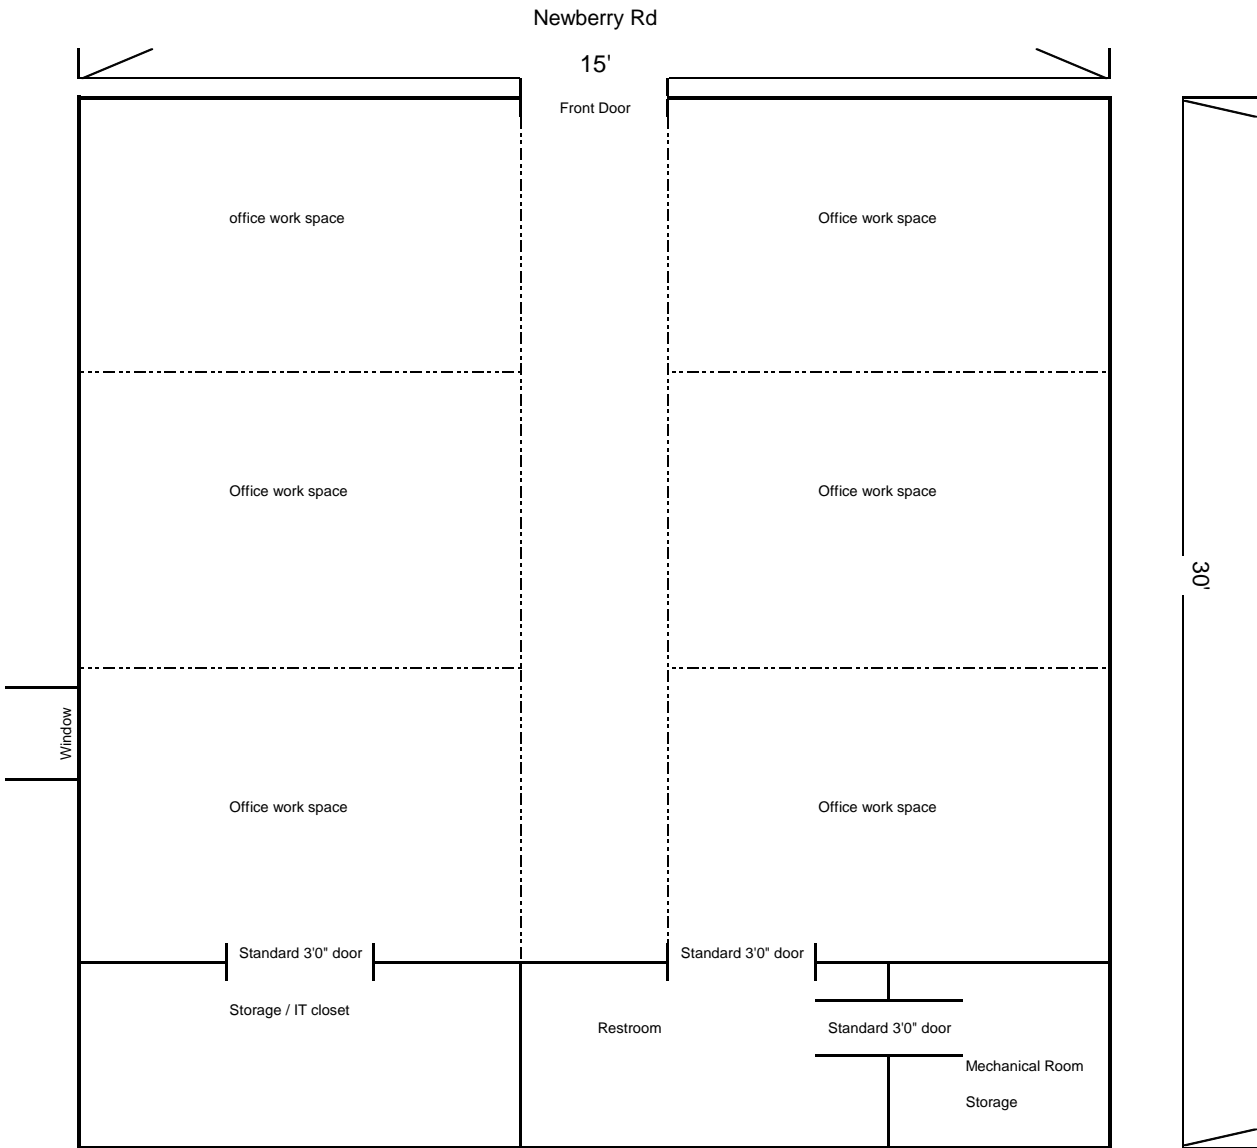 Newberry Rd
15'
Front Door
office work space
Office work space
Office work space
Office work space
30'
Window
Office work space
Office work space
Standard 3'0" door
Standard 3'0" door
Storage / IT closet
Restroom
Standard 3'0" door
Mechanical Room
Storage